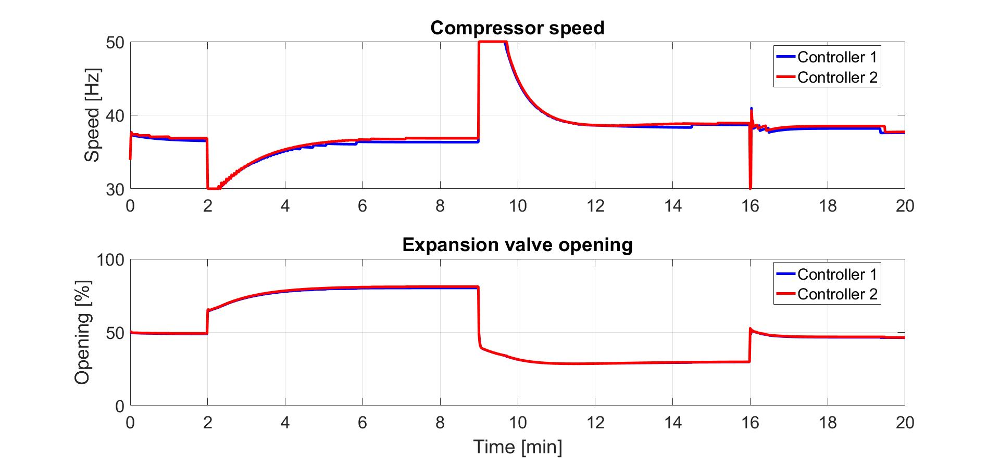 Compressor speed
Speed [Hz]
50
40
30
Controller 1
Controller 2
0 2 4 6 8 10 12 14 16 18 20
Expansion valve opening
Opening [%]
100
50
0
Controller 1
Controller 2
0 2 4 6 8 10 12 14 16 18 20
Time [min]